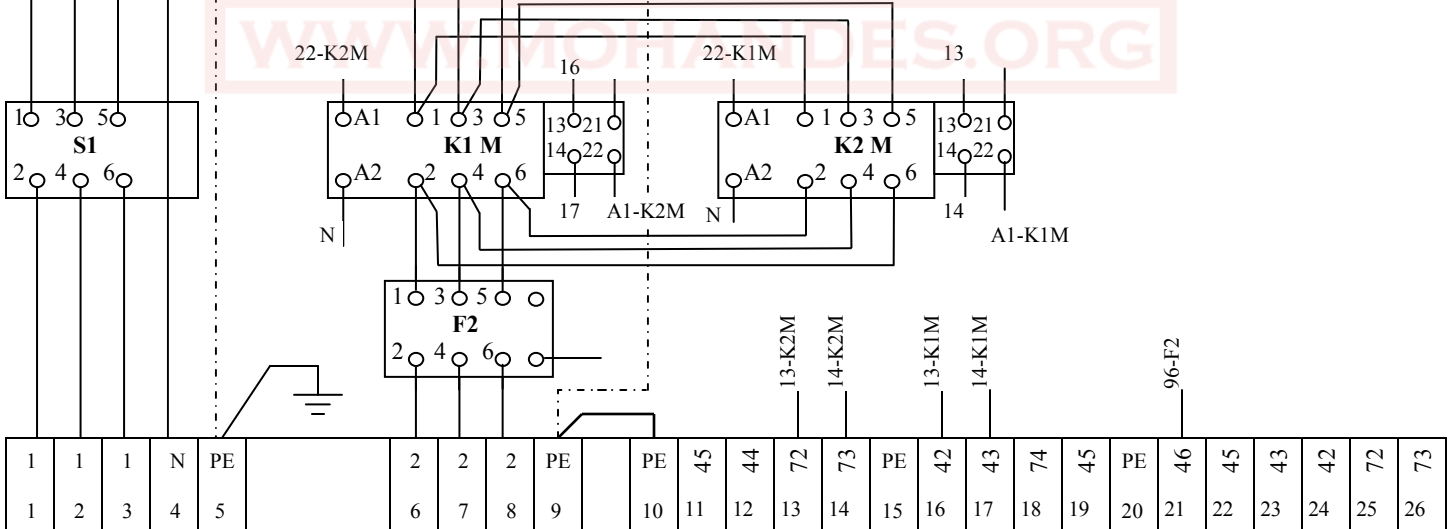 WWW.MOHANDES.ORG
22-K2M 16 22-K1M 13
1 3 5 A1 1 3 5 13 21 A1 1 3 5 13 21
S1 K1 M K2 M
14 22 14 22
2 4 6 A2 2 4 6 A2 2 4 6
N 17 A1-K2M N 14 A1-K1M
1 3 5
F2
2 4 6
13-K2M 14-K2M 13-K1M 14-K1M 96-F2
1 1 1 N PE 2 2 2 PE PE 45 44 72 73 PE 42 43 74 45 PE 46 45 43 42 72 73
1 2 3 4 5 6 7 8 9 10 11 12 13 14 15 16 17 18 19 20 21 22 23 24 25 26